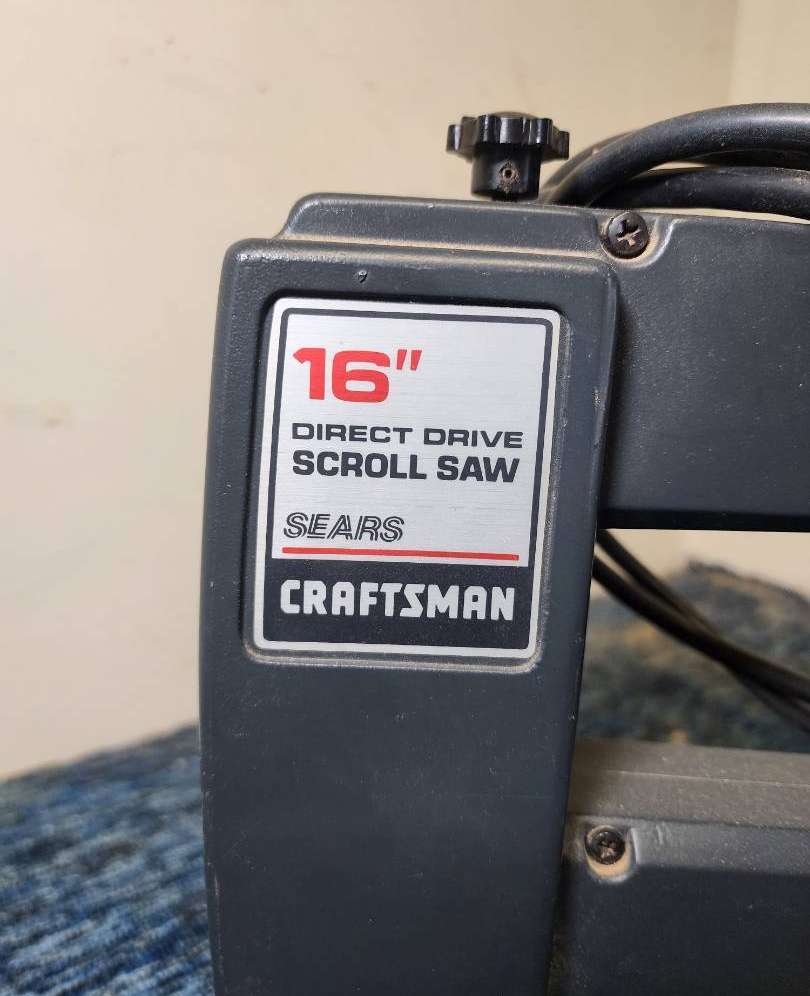 16"
DIRECT DRIVE
SCROLL SAW
SEARS
CRAFTSMAN